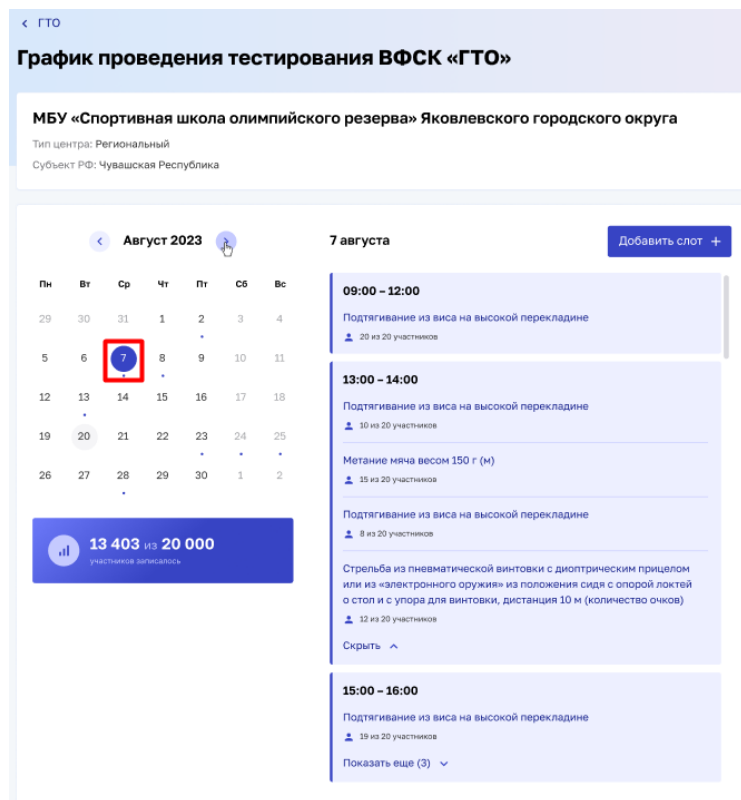 ГТО
График проведения тестирования ВФСК «ГТО»
МБУ «Спортивная школа олимпийского резерва» Яковлевского городского округа
Тип центра: Региональный
Субъект РФ: Чувашская Республика
Август 2023
Пн Вт Ср Чт Пт Сб Вс
29 30 31 1 2 3 4
5 6 7 8 9 10 11
12 13 14 15 16 17 18
19 20 21 22 23 24 25
26 27 28 29 30 1 2
13 403 из 20 000
участников записалось
7 августа
Добавить слот +
09:00 – 12:00
Подтягивание из виса на высокой перекладине
20 из 20 участников
13:00 – 14:00
Подтягивание из виса на высокой перекладине
10 из 20 участников
Метание мяча весом 150 г (м)
15 из 20 участников
Подтягивание из виса на высокой перекладине
8 из 20 участников
Стрельба из пневматической винтовки с диоптрическим прицелом
или из «электронного оружия» из положения сидя с опорой локтей
о стол и с упора для винтовки, дистанция 10 м (количество очков)
12 из 20 участников
Скрыть
15:00 – 16:00
Подтягивание из виса на высокой перекладине
19 из 20 участников
Показать еще (3)